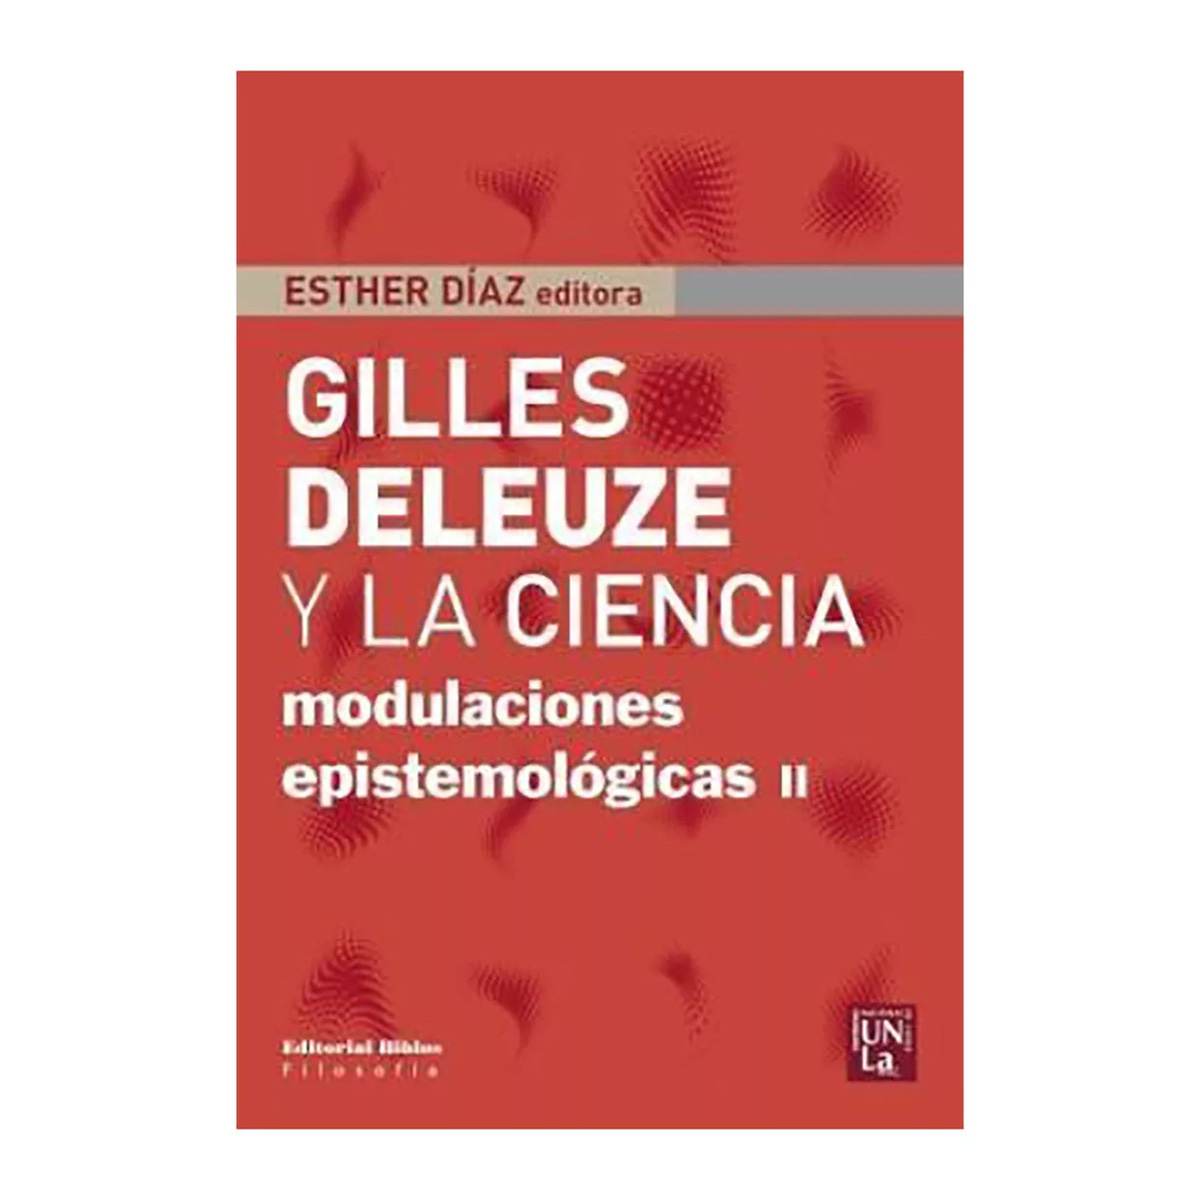 ESTHER DÍAZ editora
GILLES
DELEUZE
Y LA CIENCIA
modulaciones
epistemológicas II
Editorial Biblos
Filosofía
UN
La